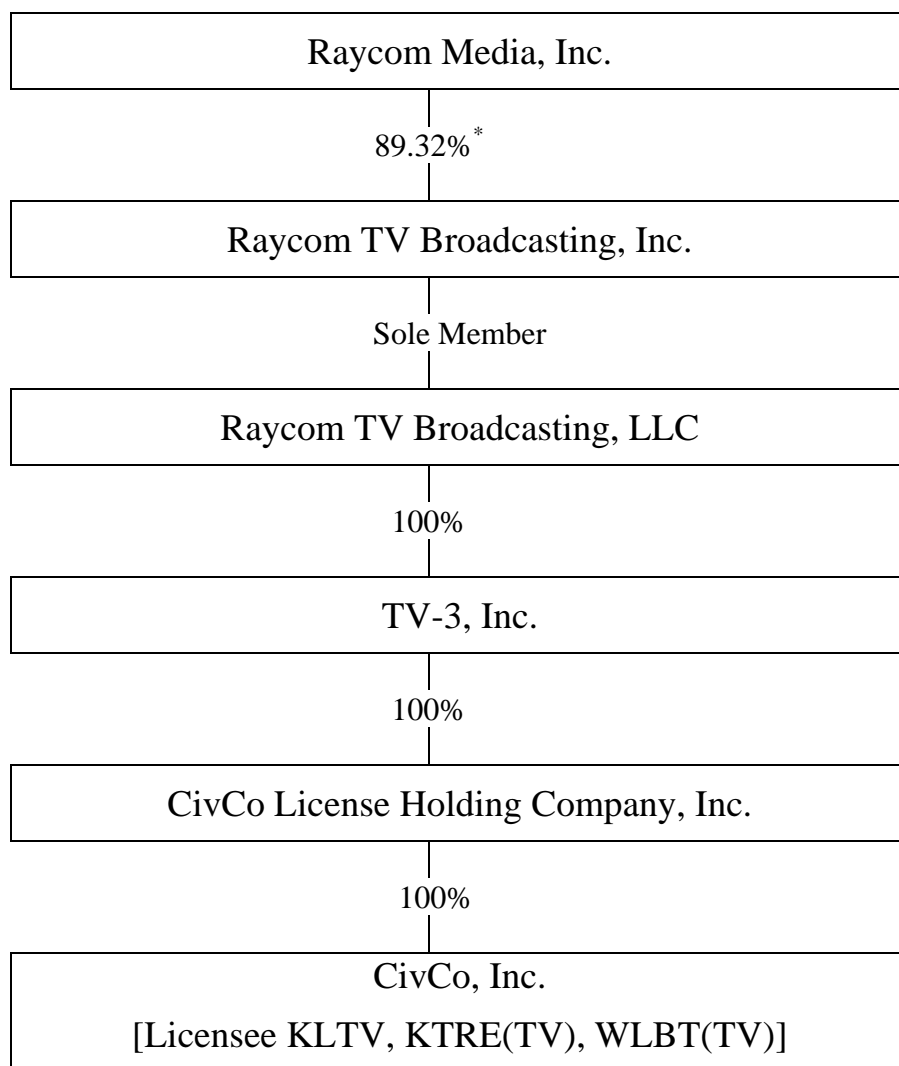 Raycom Media, Inc.
89.32%*
Raycom TV Broadcasting, Inc.
Sole Member
Raycom TV Broadcasting, LLC
100%
TV-3, Inc.
100%
CivCo License Holding Company, Inc.
100%
CivCo, Inc.
[Licensee KLTV, KTRE(TV), WLBT(TV)]